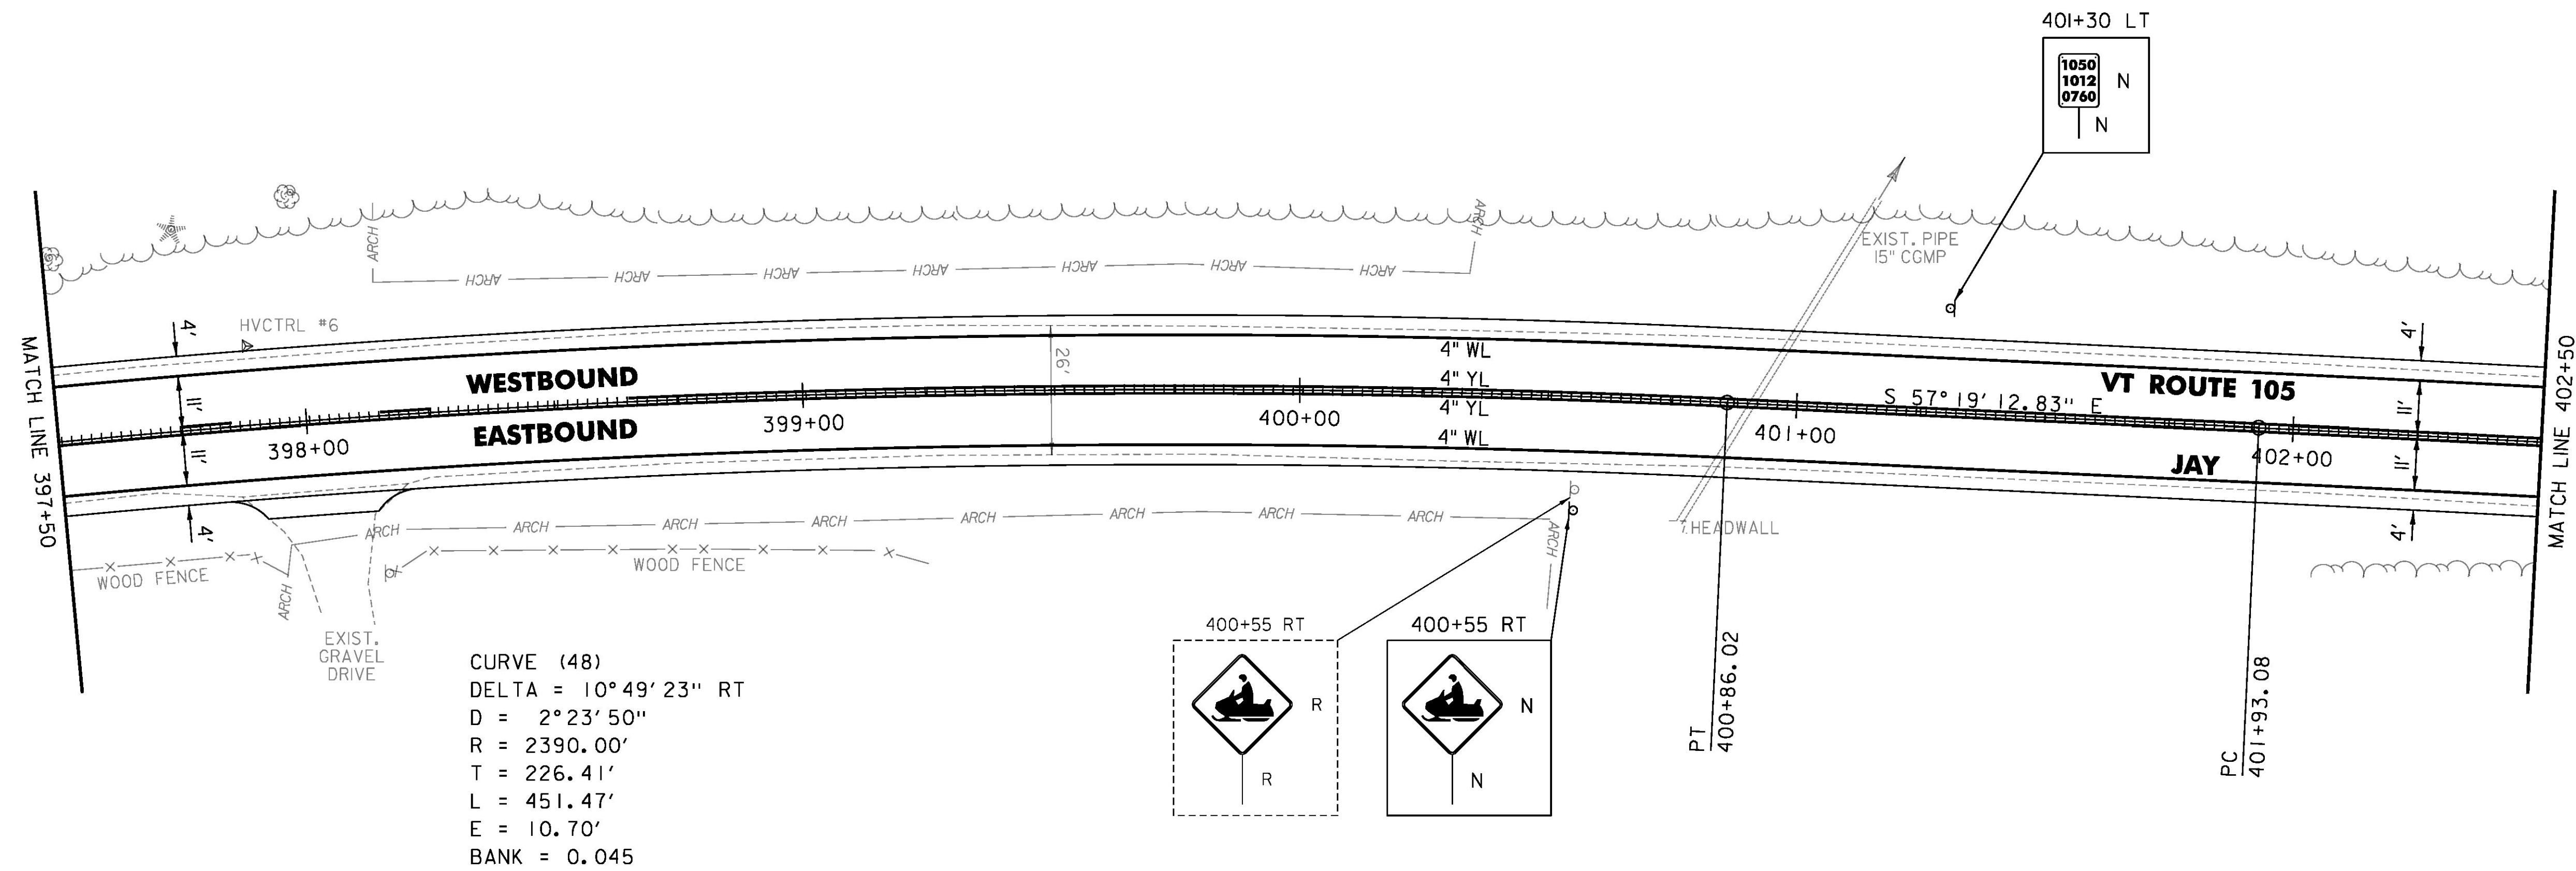 401+30 LT
1050
1012
0760
N
N
ARCH
ARCH
ARCH
ARCH
ARCH
ARCH
ARCH
ARCH
ARCH
EXIST. PIPE
15" CGMP
MATCH LINE 397+50
4'
HVCTRL #6
11'
11'
4'
WESTBOUND
EASTBOUND
398+00
399+00
26'
400+00
4" WL
4" YL
4" YL
4" WL
401+00
S 57°19'12.83" E
VT ROUTE 105
JAY
402+00
4'
11'
11'
4'
MATCH LINE 402+50
ARCH
ARCH
ARCH
ARCH
ARCH
ARCH
ARCH
ARCH
ARCH
ARCH
HEADWALL
WOOD FENCE
WOOD FENCE
EXIST.
GRAVEL
DRIVE
CURVE (48)
DELTA = 10°49'23" RT
D = 2°23'50"
R = 2390.00'
T = 226.41'
L = 451.47'
E = 10.70'
BANK = 0.045
400+55 RT
R
R
400+55 RT
N
N
PT
400+86.02
PC
401+93.08